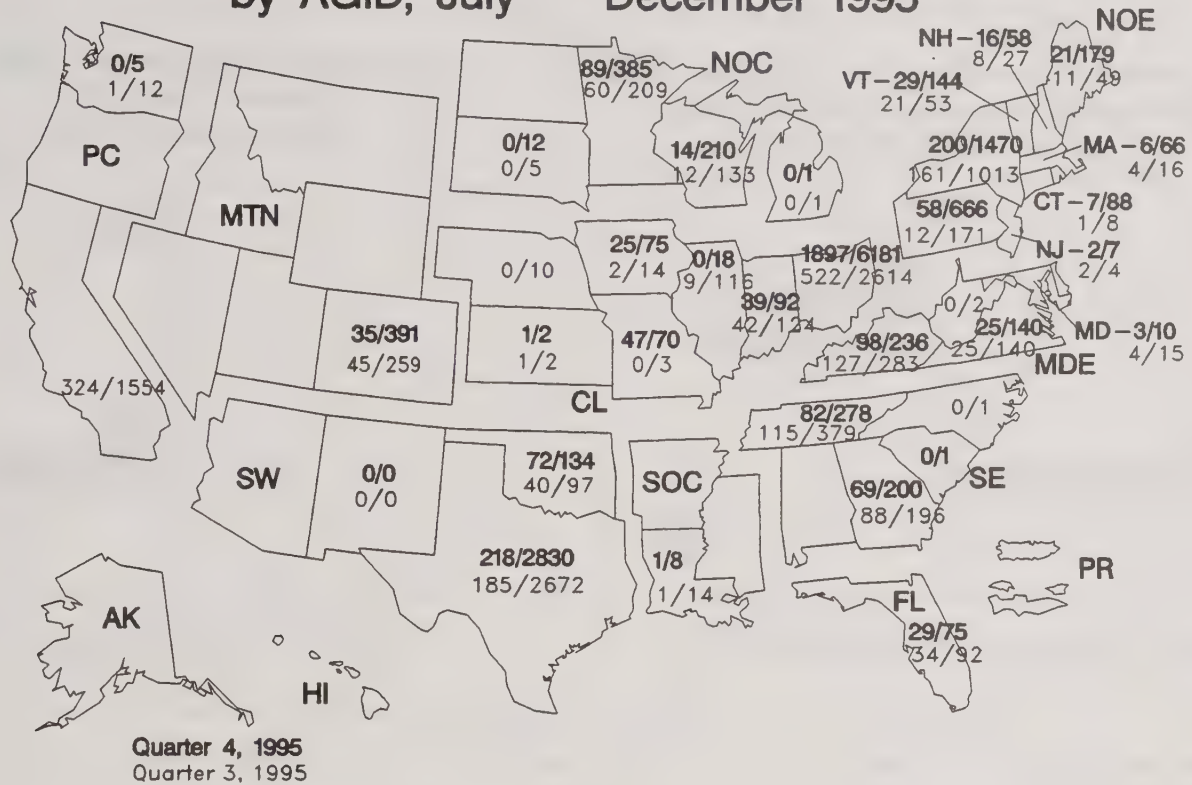 by AGID, July December 1995
NOE
NH-16/58
8/27
21/179
11/49
VT-29/144
21/53
0/5
1/12
89/385
60/209
NOC
PC
0/12
0/5
14/210
12/133
0/1
0/1
200/1470
161/1013
MA-6/66
4/16
MTN
58/666
12/171
CT-7/88
1/8
NJ-2/7
2/4
0/10
25/75
2/14
0/18
9/116
1897/6181
522/2614
39/92
42/124
0/2
MD-3/10
4/15
35/391
45/259
1/2
1/2
47/70
0/3
98/236
127/283
25/140
25/140
MDE
324/1554
CL
82/278
115/379
0/1
SW
0/0
0/0
72/134
40/97
SOC
0/1
SE
69/200
88/196
218/2830
185/2672
1/8
1/14
PR
AK
HI
FL
29/75
34/92
Quarter 4, 1995
Quarter 3, 1995